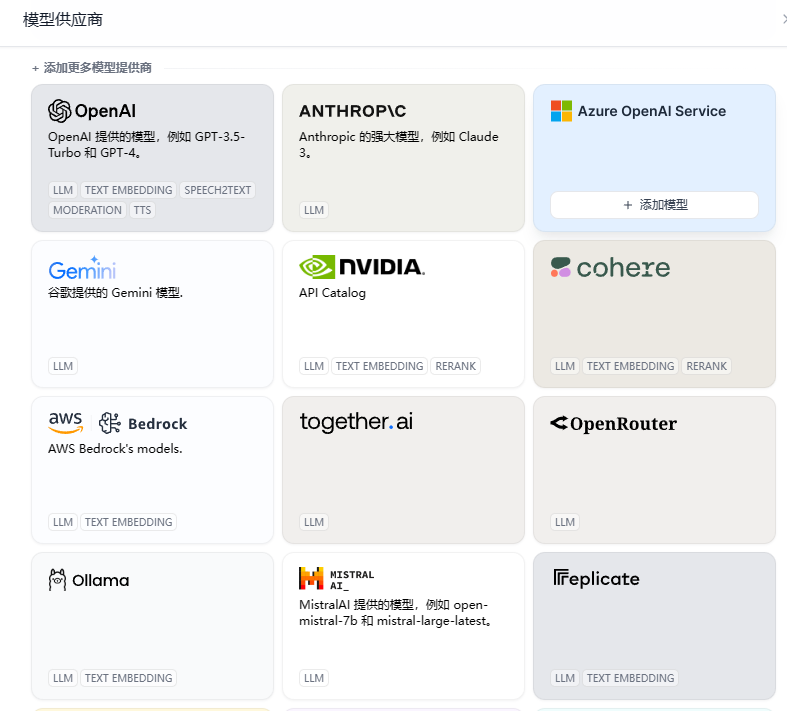 模型供应商
+ 添加更多模型提供商
OpenAI
OpenAI 提供的模型，例如 GPT-3.5-
Turbo 和 GPT-4。
LLM TEXT EMBEDDING SPEECH2TEXT
MODERATION TTS
ANTHROP\C
Anthropic 的强大模型，例如 Claude
3。
LLM
Azure OpenAI Service
+ 添加模型
Gemini
谷歌提供的 Gemini 模型.
LLM
NVIDIA.
API Catalog
LLM TEXT EMBEDDING RERANK
cohere
LLM TEXT EMBEDDING RERANK
aws Bedrock
AWS Bedrock's models.
LLM TEXT EMBEDDING
together.ai
LLM
OpenRouter
LLM
Ollama
LLM TEXT EMBEDDING
MISTRAL
AI_
MistralAI 提供的模型，例如 open-
mistral-7b 和 mistral-large-latest。
LLM
Replicate
LLM TEXT EMBEDDING